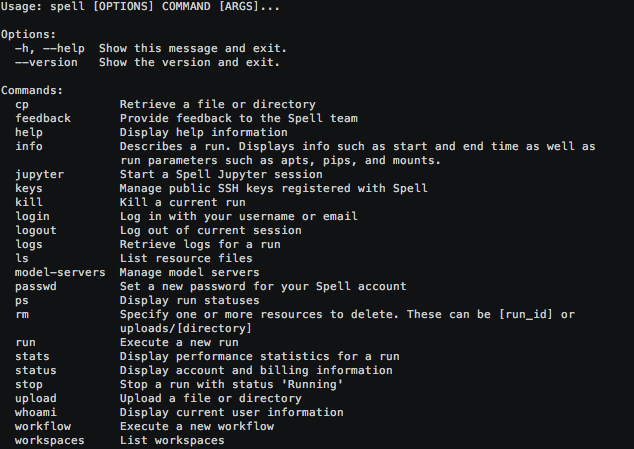 Usage: spell [OPTIONS] COMMAND [ARGS]...

Options:
  -h, --help  Show this message and exit.
  --version   Show the version and exit.

Commands:
  cp             Retrieve a file or directory
  feedback       Provide feedback to the Spell team
  help           Display help information
  info           Describes a run. Displays info such as start and end time as well as
                 run parameters such as apts, pips, and mounts.
  jupyter        Start a Spell Jupyter session
  keys           Manage public SSH keys registered with Spell
  kill           Kill a current run
  login          Log in with your username or email
  logout         Log out of current session
  logs           Retrieve logs for a run
  ls             List resource files
  model-servers  Manage model servers
  passwd         Set a new password for your Spell account
  ps             Display run statuses
  rm             Specify one or more resources to delete. These can be [run_id] or
                 uploads/[directory]
  run            Execute a new run
  stats          Display performance statistics for a run
  status         Display account and billing information
  stop           Stop a run with status 'Running'
  upload         Upload a file or directory
  whoami         Display current user information
  workflow       Execute a new workflow
  workspaces     List workspaces